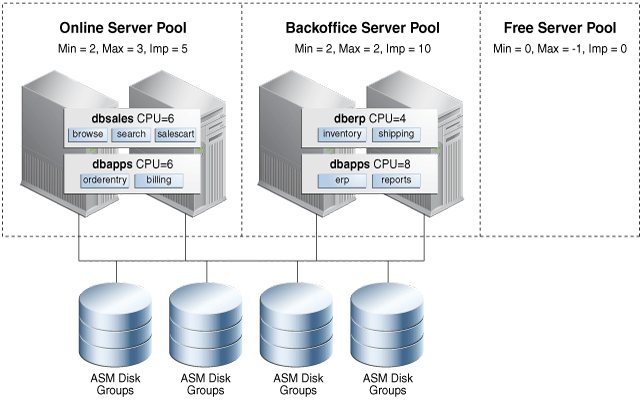 Online Server Pool
Min = 2, Max = 3, Imp = 5
Backoffice Server Pool
Min = 2, Max = 2, Imp = 10
Free Server Pool
Min = 0, Max = -1, Imp = 0
dbsales CPU=6
browse
search
salescart
dbapps CPU=6
orderentry
billing
dberp CPU=4
inventory
shipping
dbapps CPU=8
erp
reports
ASM Disk
Groups
ASM Disk
Groups
ASM Disk
Groups
ASM Disk
Groups